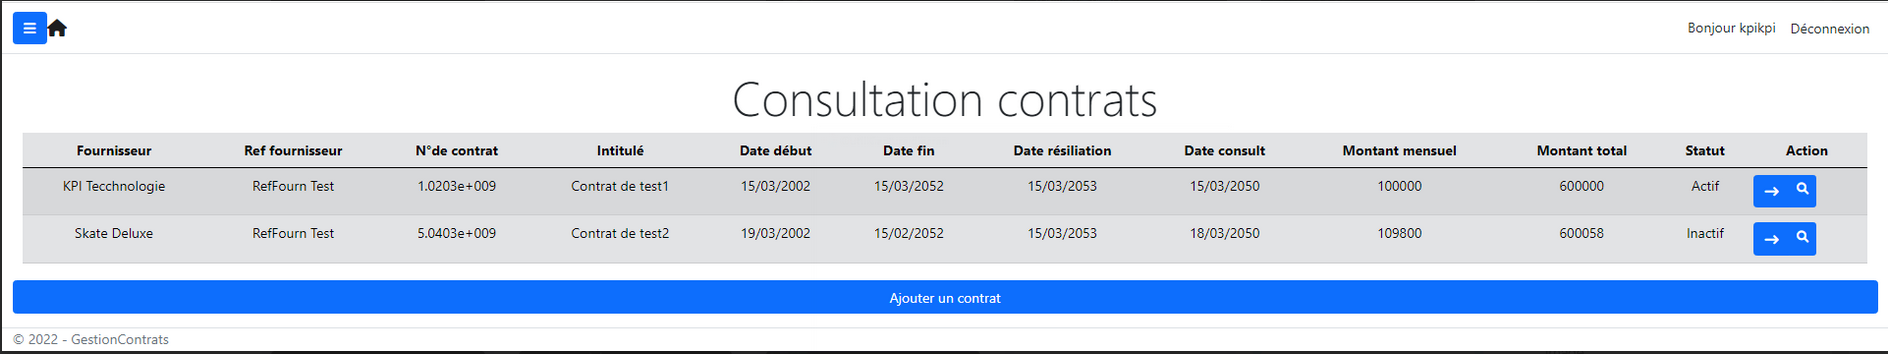 Bonjour kpikpi Déconnexion
Consultation contrats
Fournisseur Ref fournisseur N°de contrat Intitulé Date début Date fin Date résiliation Date consult Montant mensuel Montant total Statut Action
KPI Tecchnologie RefFourn Test 1.0203e+009 Contrat de test1 15/03/2002 15/03/2052 15/03/2053 15/03/2050 100000 600000 Actif
Skate Deluxe RefFourn Test 5.0403e+009 Contrat de test2 19/03/2002 15/02/2052 15/03/2053 18/03/2050 109800 600058 Inactif
Ajouter un contrat
© 2022 - GestionContrats